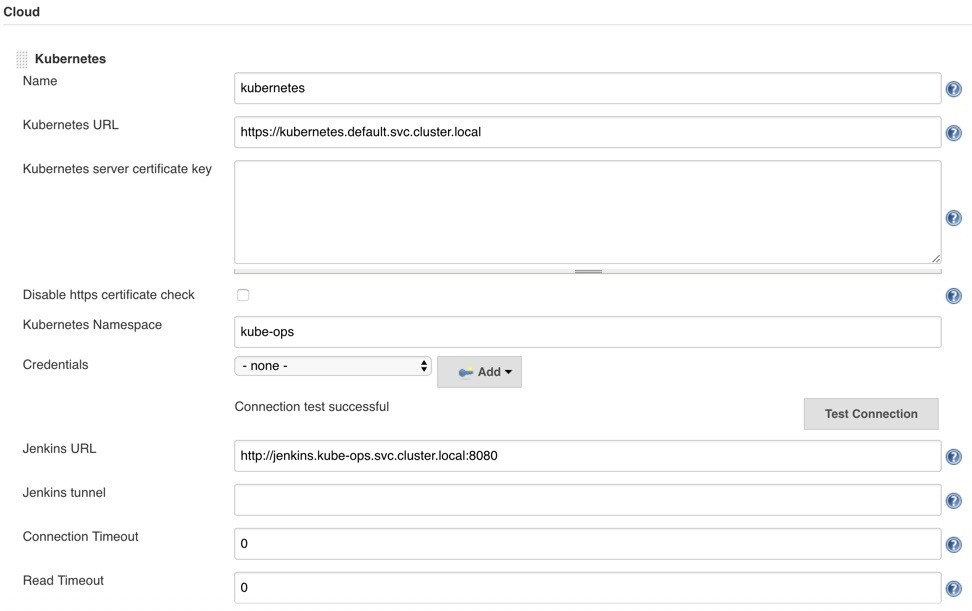 Cloud
Kubernetes
Name
kubernetes
Kubernetes URL
https://kubernetes.default.svc.cluster.local
Kubernetes server certificate key
Disable https certificate check
Kubernetes Namespace
kube-ops
Credentials
- none -
Add
Connection test successful
Test Connection
Jenkins URL
http://jenkins.kube-ops.svc.cluster.local:8080
Jenkins tunnel
Connection Timeout
0
Read Timeout
0